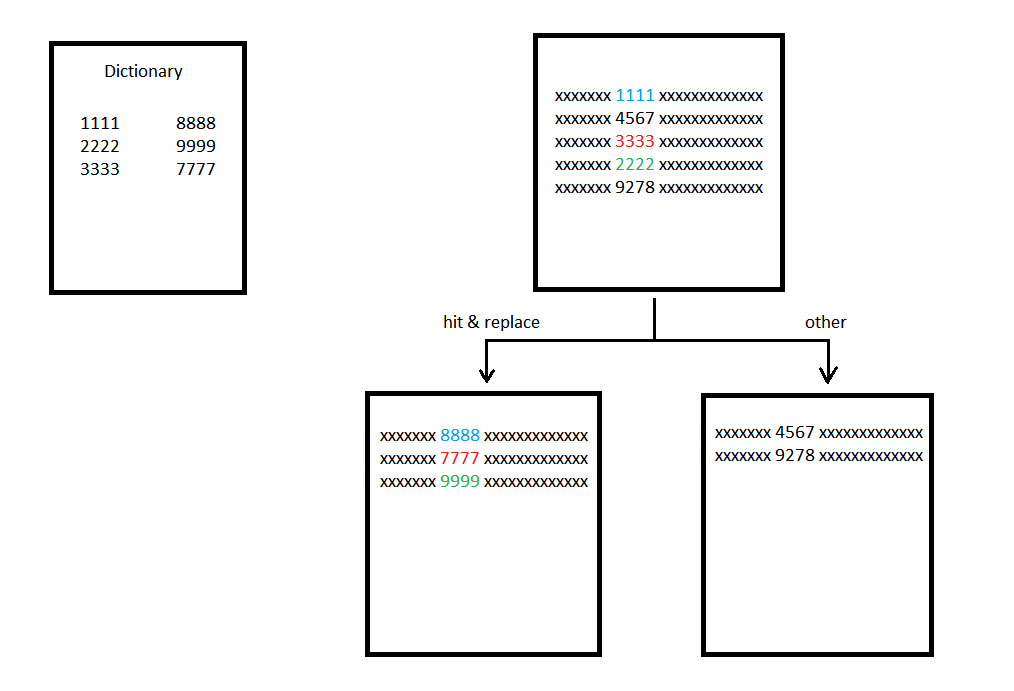 Dictionary
1111 8888
2222 9999
3333 7777
xxxxxxx 1111 xxxxxxxxxxxxx
xxxxxxx 4567 xxxxxxxxxxxxx
xxxxxxx 3333 xxxxxxxxxxxxx
xxxxxxx 2222 xxxxxxxxxxxxx
xxxxxxx 9278 xxxxxxxxxxxxx
hit & replace
other
xxxxxxx 8888 xxxxxxxxxxxxx
xxxxxxx 7777 xxxxxxxxxxxxx
xxxxxxx 9999 xxxxxxxxxxxxx
xxxxxxx 4567 xxxxxxxxxxxxx
xxxxxxx 9278 xxxxxxxxxxxxx